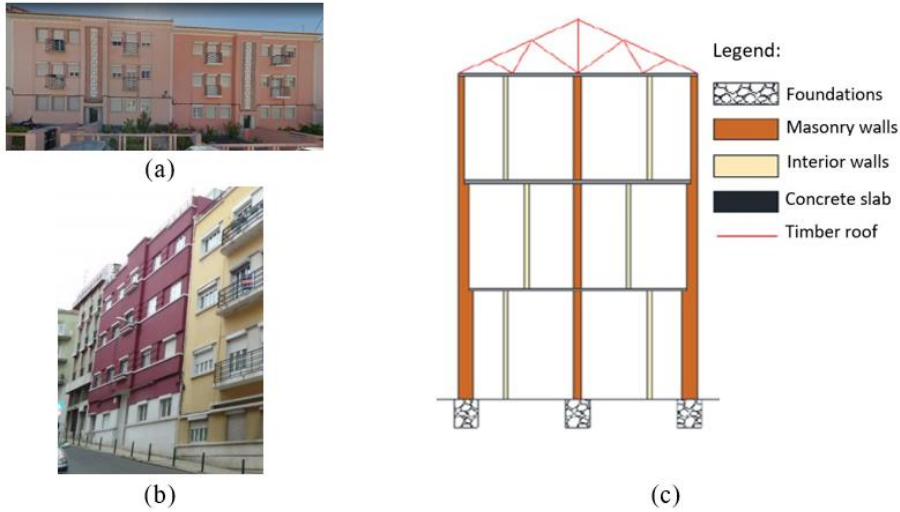 (a)
(b)
Legend:
Foundations
Masonry walls
Interior walls
Concrete slab
Timber roof
(c)